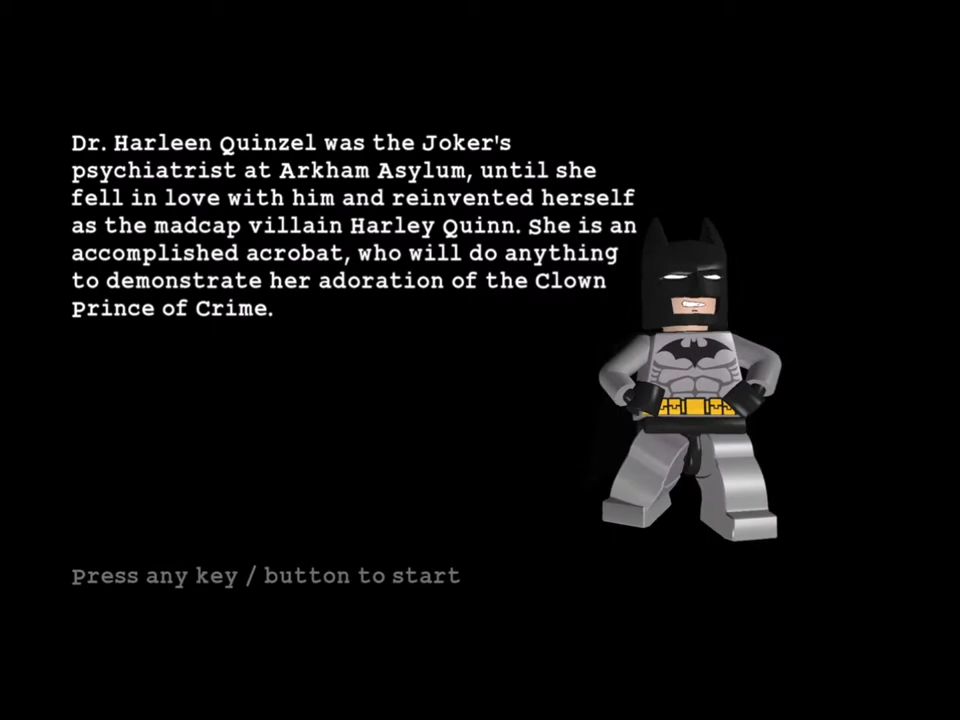 Dr. Harleen Quinzel was the Joker's
psychiatrist at Arkham Asylum, until she
fell in love with him and reinvented herself
as the madcap villain Harley Quinn. She is an
accomplished acrobat, who will do anything
to demonstrate her adoration of the Clown
Prince of Crime.
Press any key / button to start